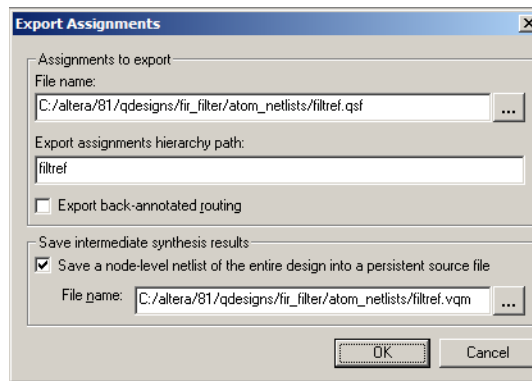 Export Assignments
Assignments to export
File name:
C:/altera/81/qdesigns/fir_filter/atom_netlists/filtref.qsf
...
Export assignments hierarchy path:
filtref
Export back-annotated routing
Save intermediate synthesis results
Save a node-level netlist of the entire design into a persistent source file
File name: C:/altera/81/qdesigns/fir_filter/atom_netlists/filtref.vqm ...
OK Cancel